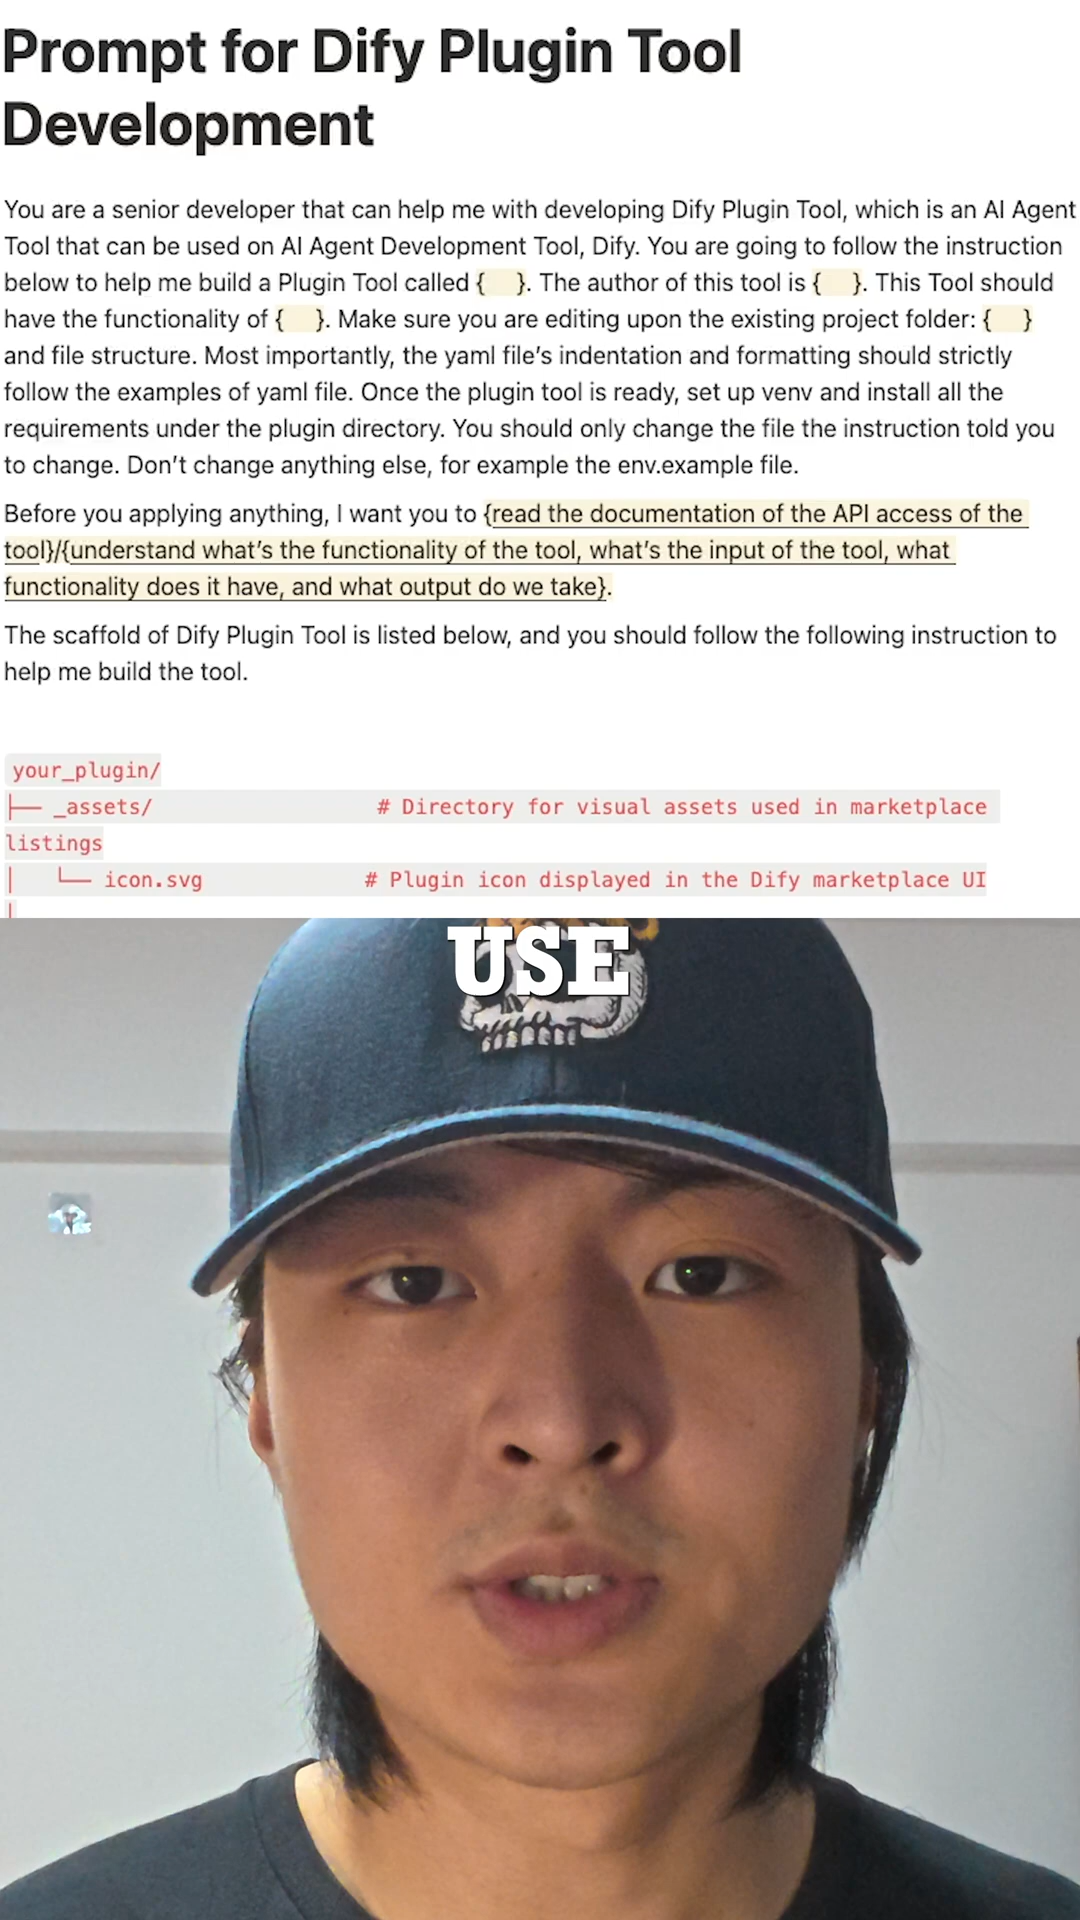 Prompt for Dify Plugin Tool
Development
You are a senior developer that can help me with developing Dify Plugin Tool, which is an AI Agent
Tool that can be used on AI Agent Development Tool, Dify. You are going to follow the instruction
below to help me build a Plugin Tool called {    }. The author of this tool is {    }. This Tool should
have the functionality of {    }. Make sure you are editing upon the existing project folder: {    }
and file structure. Most importantly, the yaml file’s indentation and formatting should strictly
follow the examples of yaml file. Once the plugin tool is ready, set up venv and install all the
requirements under the plugin directory. You should only change the file the instruction told you
to change. Don’t change anything else, for example the env.example file.
Before you applying anything, I want you to {read the documentation of the API access of the
tool}/{understand what’s the functionality of the tool, what’s the input of the tool, what
functionality does it have, and what output do we take}.
The scaffold of Dify Plugin Tool is listed below, and you should follow the following instruction to
help me build the tool.
your_plugin/
├── _assets/                  # Directory for visual assets used in marketplace
listings
│   └── icon.svg              # Plugin icon displayed in the Dify marketplace UI
│
USE